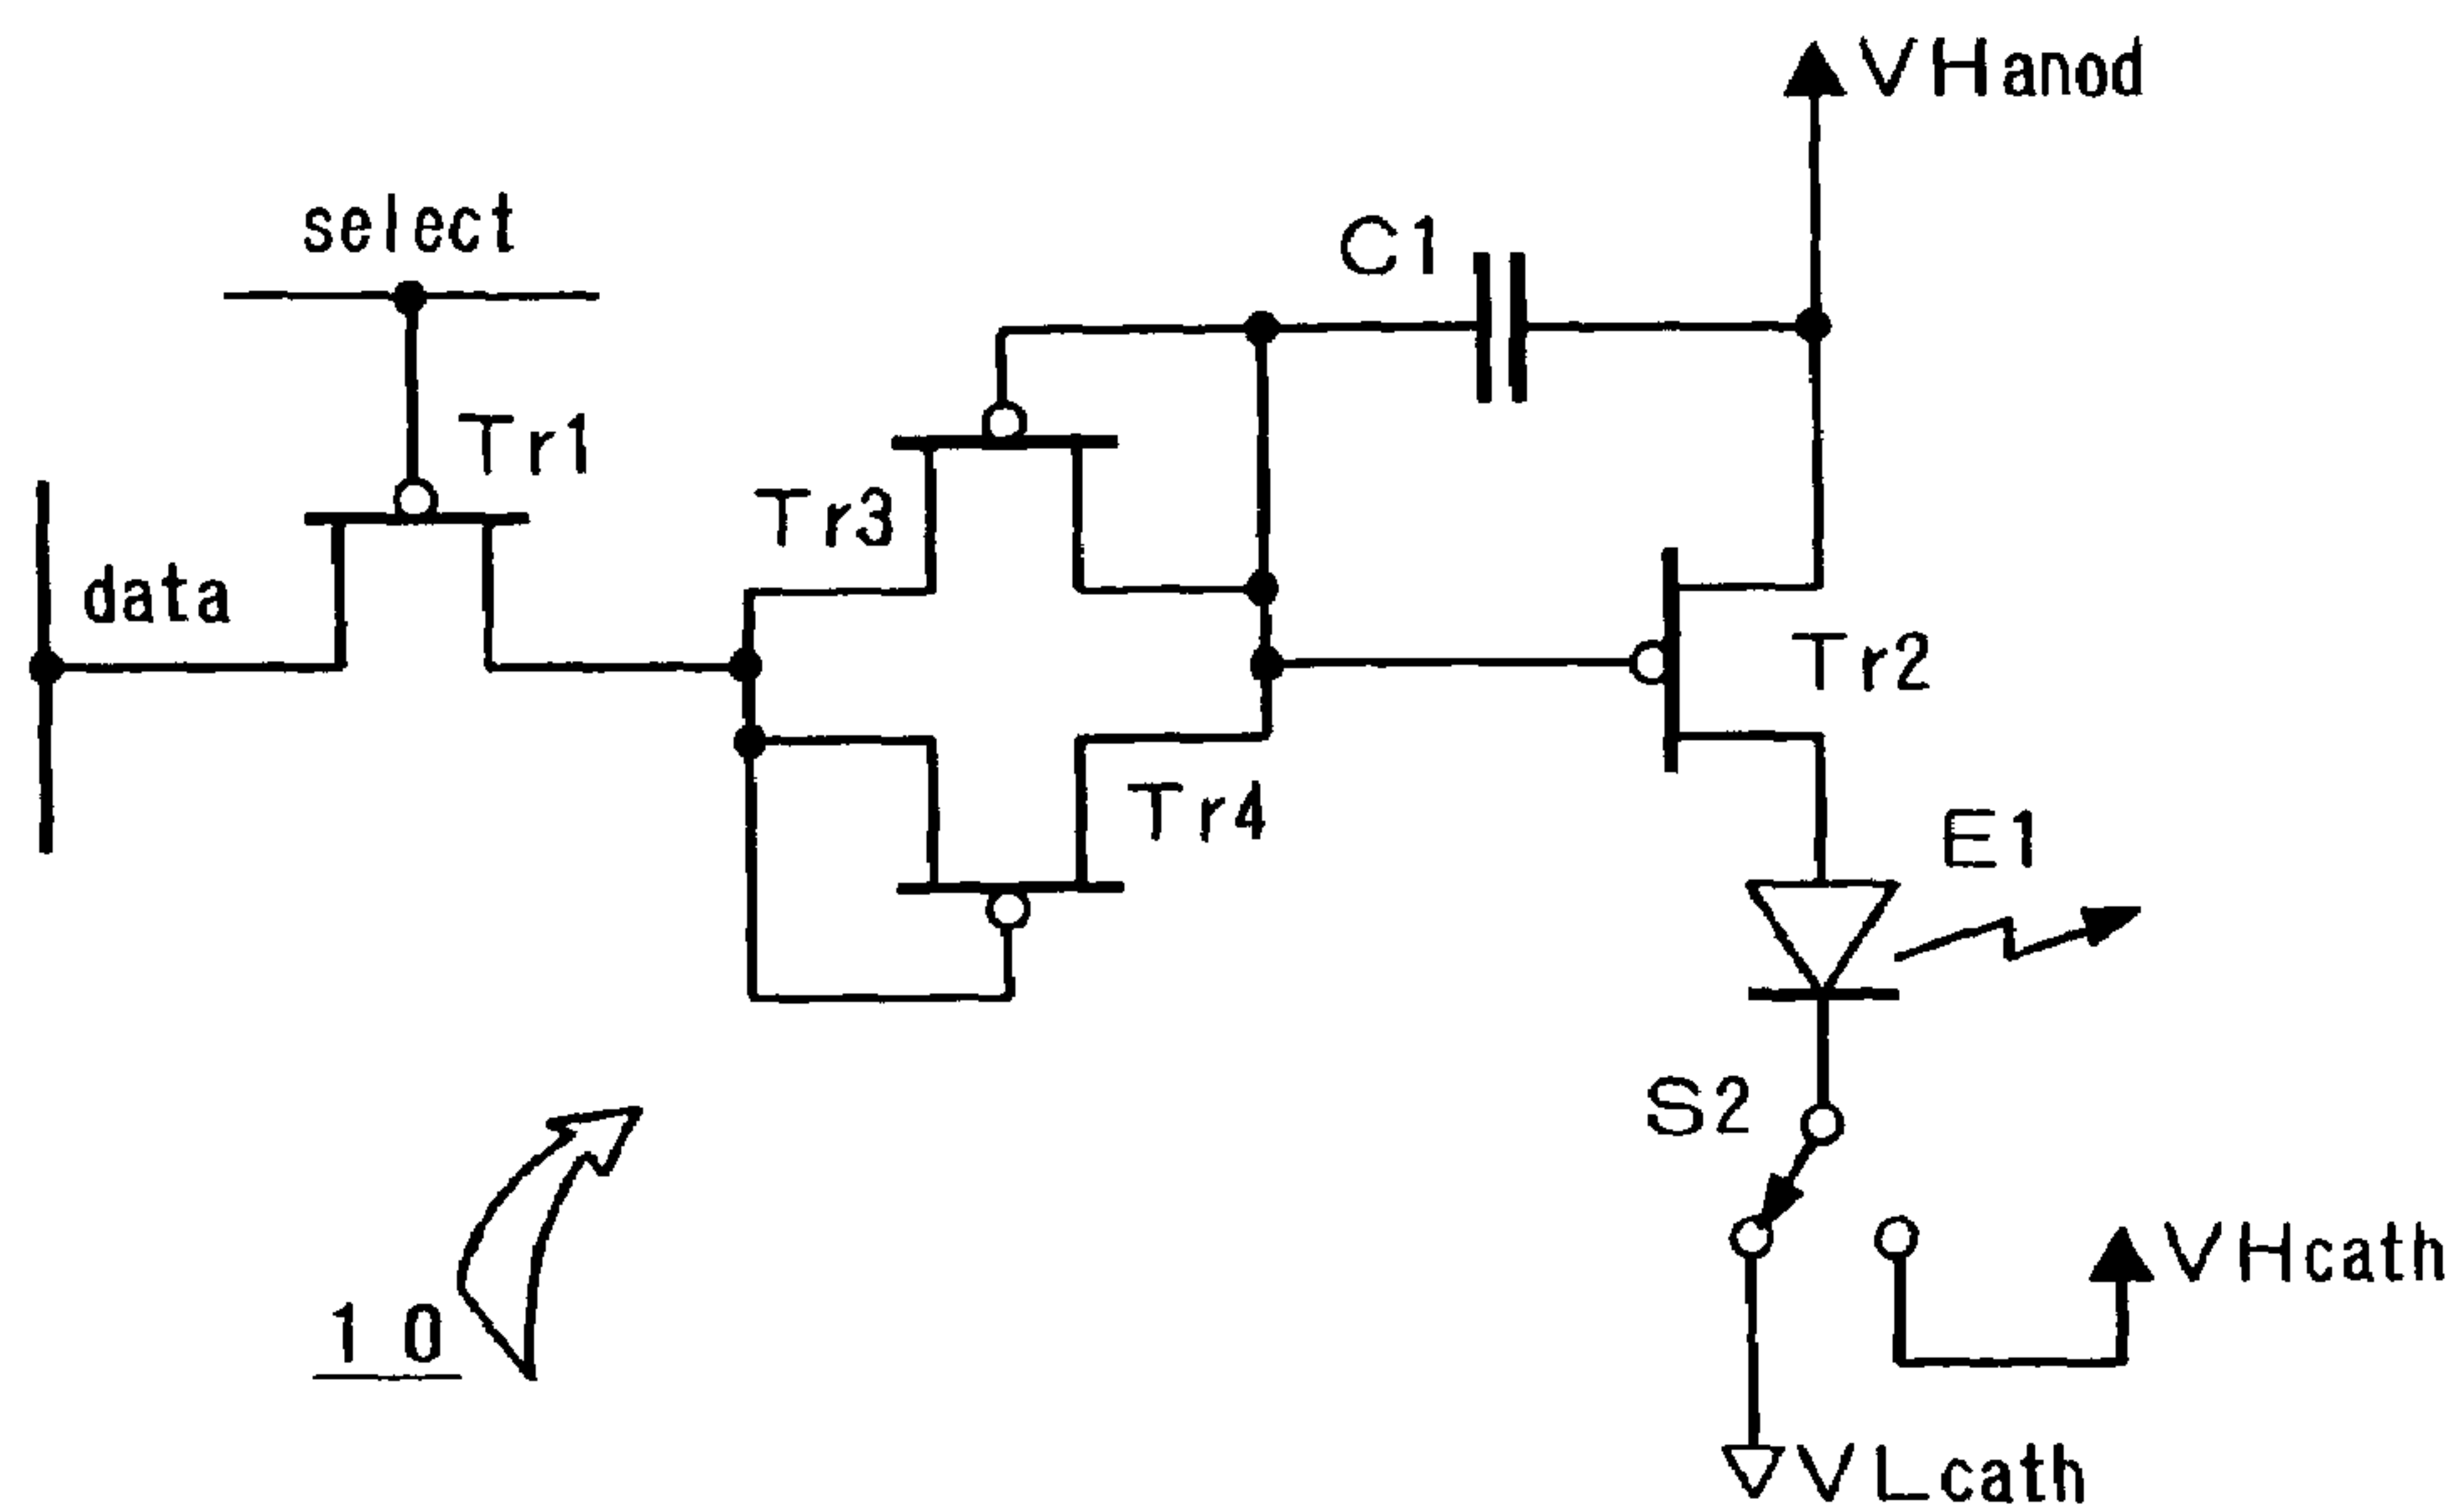 VHanod
select
C1
Tr1
Tr3
data
Tr2
Tr4
E1
S2
VHcath
10
VLcath